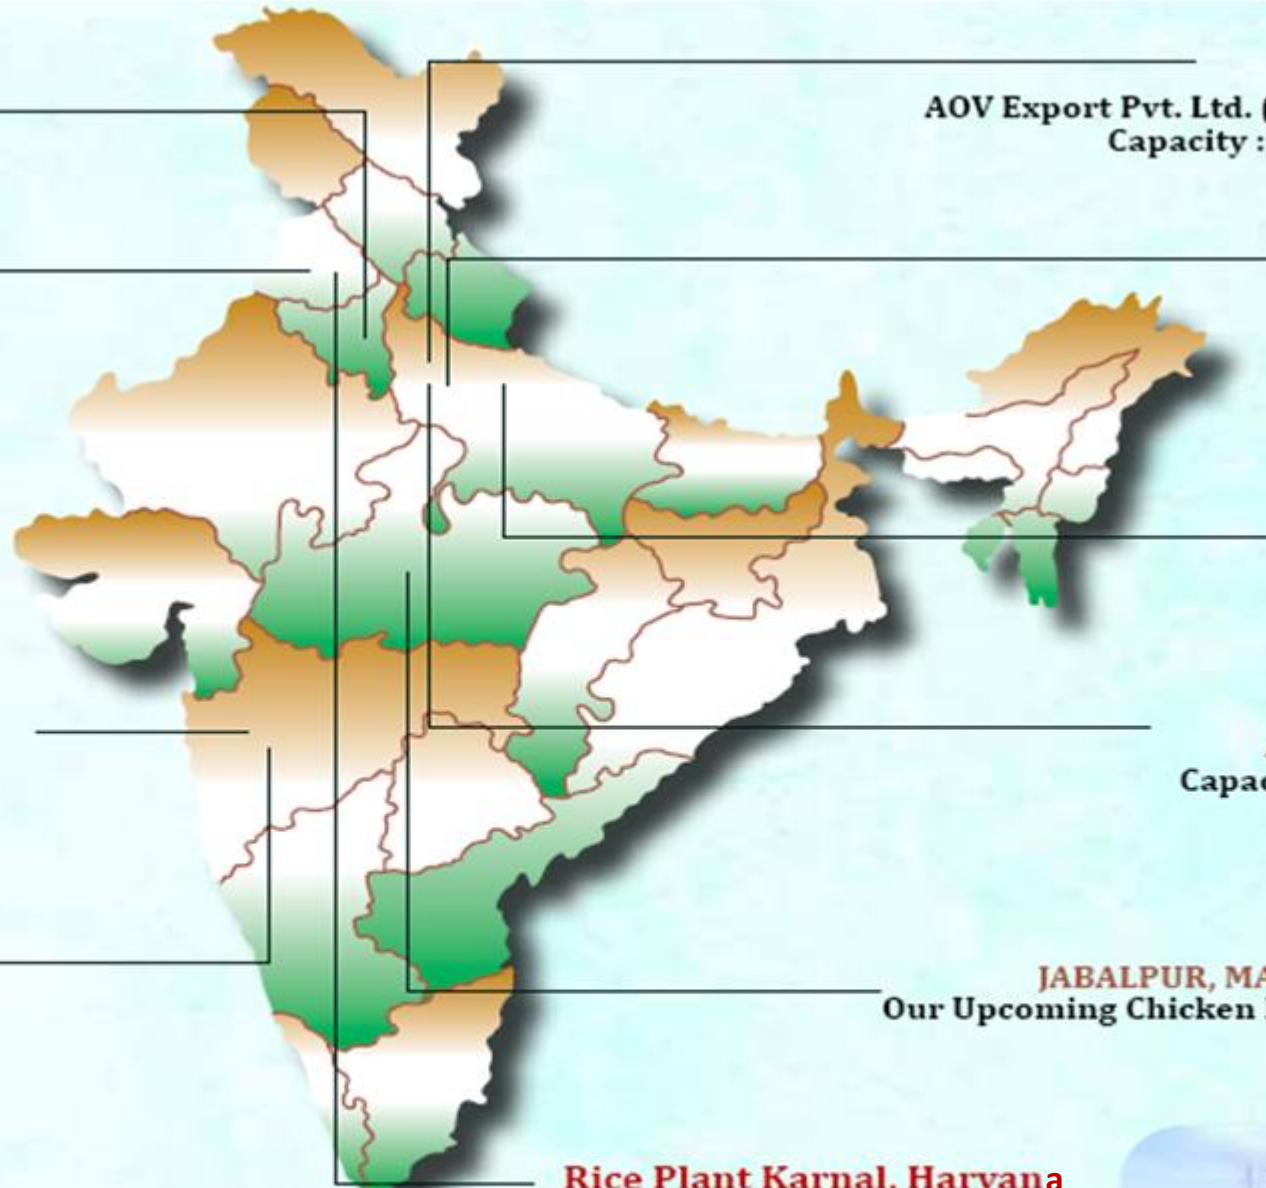 AOV Export Pvt. Ltd. (
Capacity :
Capac
JABALPUR, MA
Our Upcoming Chicken
Rice Plant Karnal, Haryana